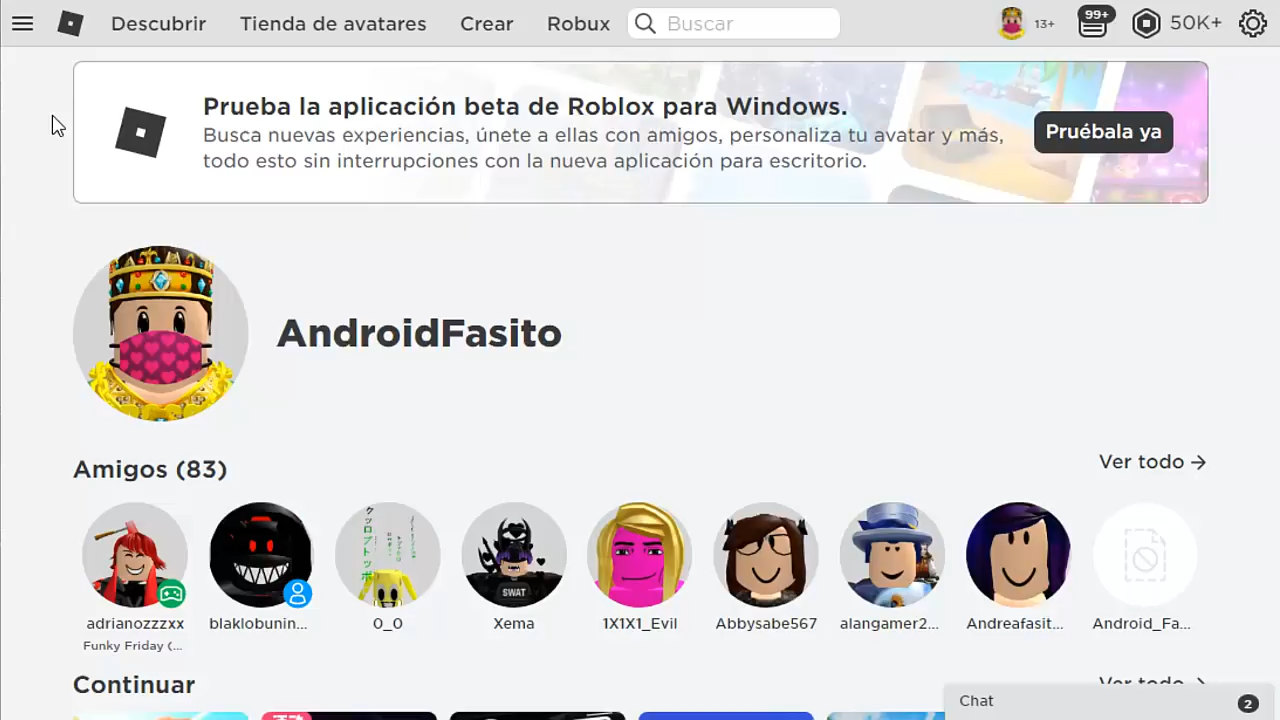 Descubrir Tienda de avatares Crear Robux Buscar 13+ 99+ 50K+
Prueba la aplicación beta de Roblox para Windows.
Busca nuevas experiencias, únete a ellas con amigos, personaliza tu avatar y más,
todo esto sin interrupciones con la nueva aplicación para escritorio.
Pruébala ya
AndroidFasito
Amigos (83)
Ver todo →
SWAT
adrianozzzxx blaklobunin... 0_0 Xema 1X1X1_Evil Abbysabe567 alangamer2... Andreafasit... Android_Fa...
Funky Friday (...
Continuar
Ver todo
Chat 2